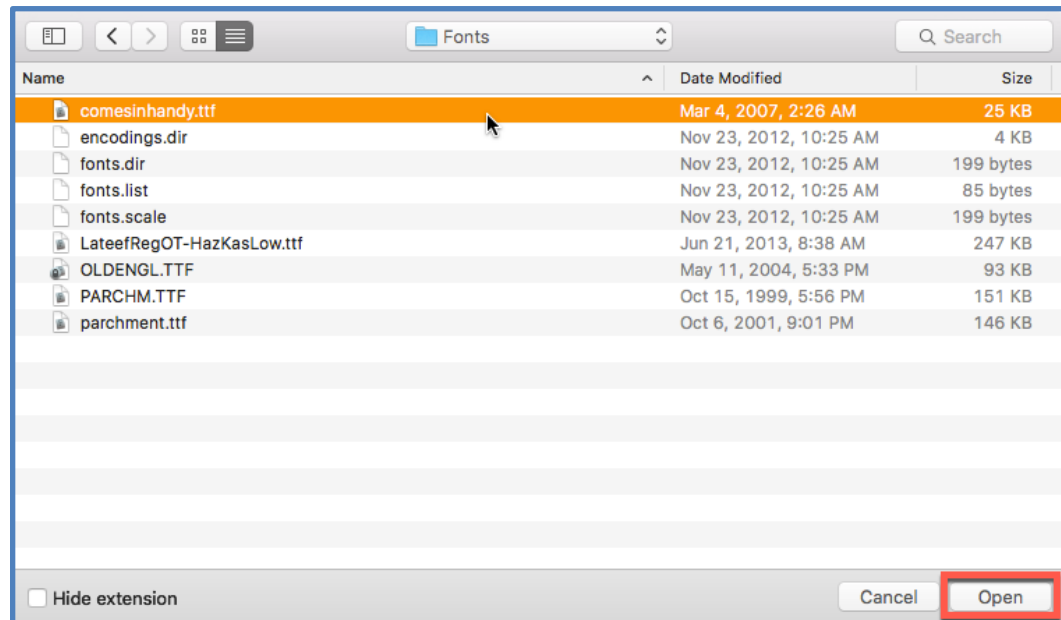 Fonts Search
Name Date Modified Size
comesinhandy.ttf Mar 4, 2007, 2:26 AM 25 KB
encodings.dir Nov 23, 2012, 10:25 AM 4 KB
fonts.dir Nov 23, 2012, 10:25 AM 199 bytes
fonts.list Nov 23, 2012, 10:25 AM 85 bytes
fonts.scale Nov 23, 2012, 10:25 AM 199 bytes
LateefRegOT-HazKasLow.ttf Jun 21, 2013, 8:38 AM 247 KB
OLDENGL.TTF May 11, 2004, 5:33 PM 93 KB
PARCHM.TTF Oct 15, 1999, 5:56 PM 151 KB
parchment.ttf Oct 6, 2001, 9:01 PM 146 KB
Hide extension Cancel Open